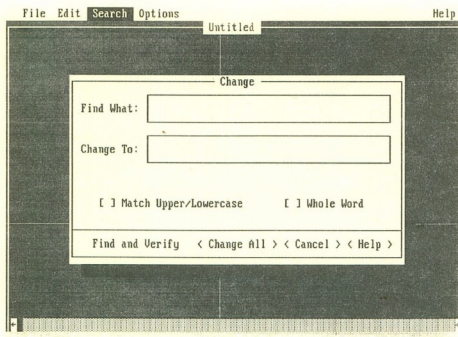 File Edit Search Options Help
Untitled
Change
Find What:
Change To:
[ ] Match Upper/Lowercase [ ] Whole Word
Find and Verify < Change All > < Cancel > < Help >